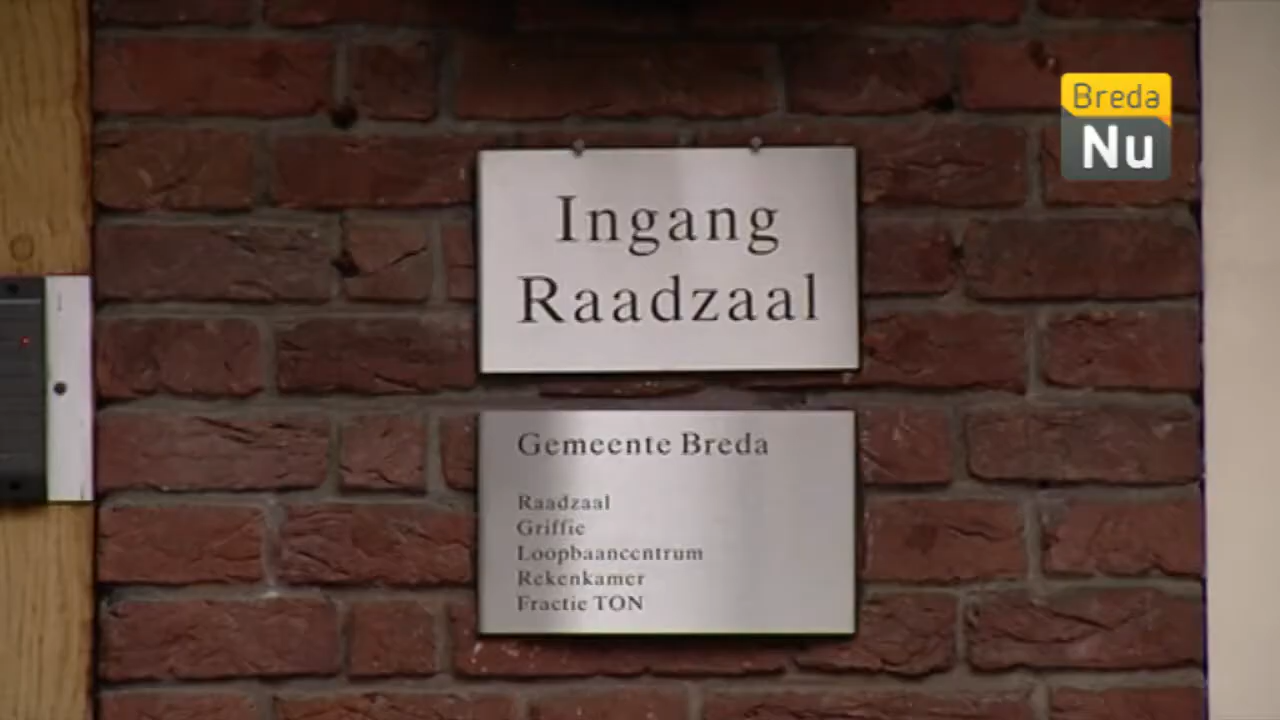 Breda
Nu
Ingang
Raadzaal
Gemeente Breda
Raadzaal
Griffie
Loopbaancentrum
Rekenkamer
Fractie TON